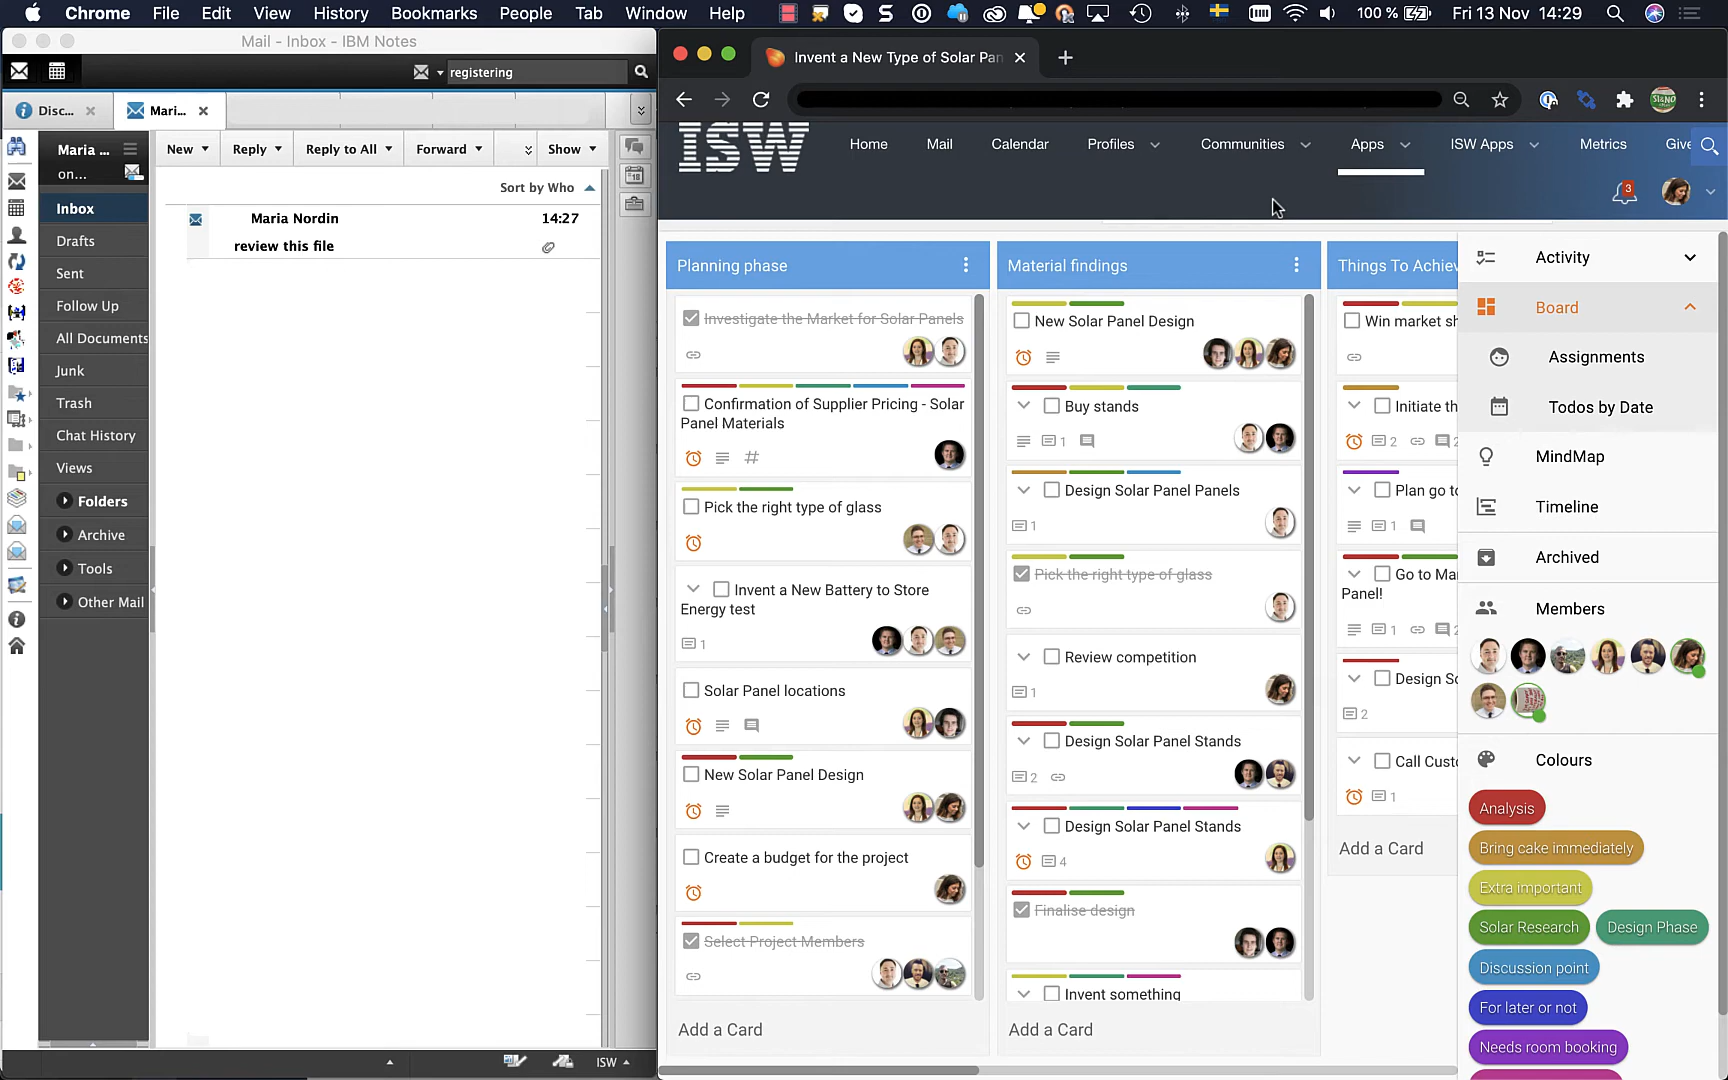 Chrome File Edit View History Bookmarks People Tab Window Help 100 % Fri 13 Nov 14:29
Mail - Inbox - IBM Notes
registering
Disc...
Mari...
New
Reply
Reply to All
Forward
Show
Maria ...
on...
Sort by Who
Inbox
Drafts
Sent
Follow Up
All Documents
Junk
Trash
Chat History
Views
Folders
Archive
Tools
Other Mail
Maria Nordin 14:27
review this file
ISW
Invent a New Type of Solar Pan
ISW
Home Mail Calendar Profiles Communities Apps ISW Apps Metrics Give
3
Planning phase
Investigate the Market for Solar Panels
Confirmation of Supplier Pricing - Solar
Panel Materials
Pick the right type of glass
Invent a New Battery to Store
Energy test
1
Solar Panel locations
New Solar Panel Design
Create a budget for the project
Select Project Members
Add a Card
Material findings
New Solar Panel Design
Buy stands
1
Design Solar Panel Panels
1
Pick the right type of glass
Review competition
1
Design Solar Panel Stands
2
Design Solar Panel Stands
4
Finalise design
Invent something
Add a Card
Things To Achiev
Win market sh
Initiate th
2 2
Plan go to
1
Go to Mar
Panel!
1 2
Design So
2
Call Custo
1
Add a Card
Activity
Board
Assignments
Todos by Date
MindMap
Timeline
Archived
Members
Colours
Analysis
Bring cake immediately
Extra important
Solar Research Design Phase
Discussion point
For later or not
Needs room booking